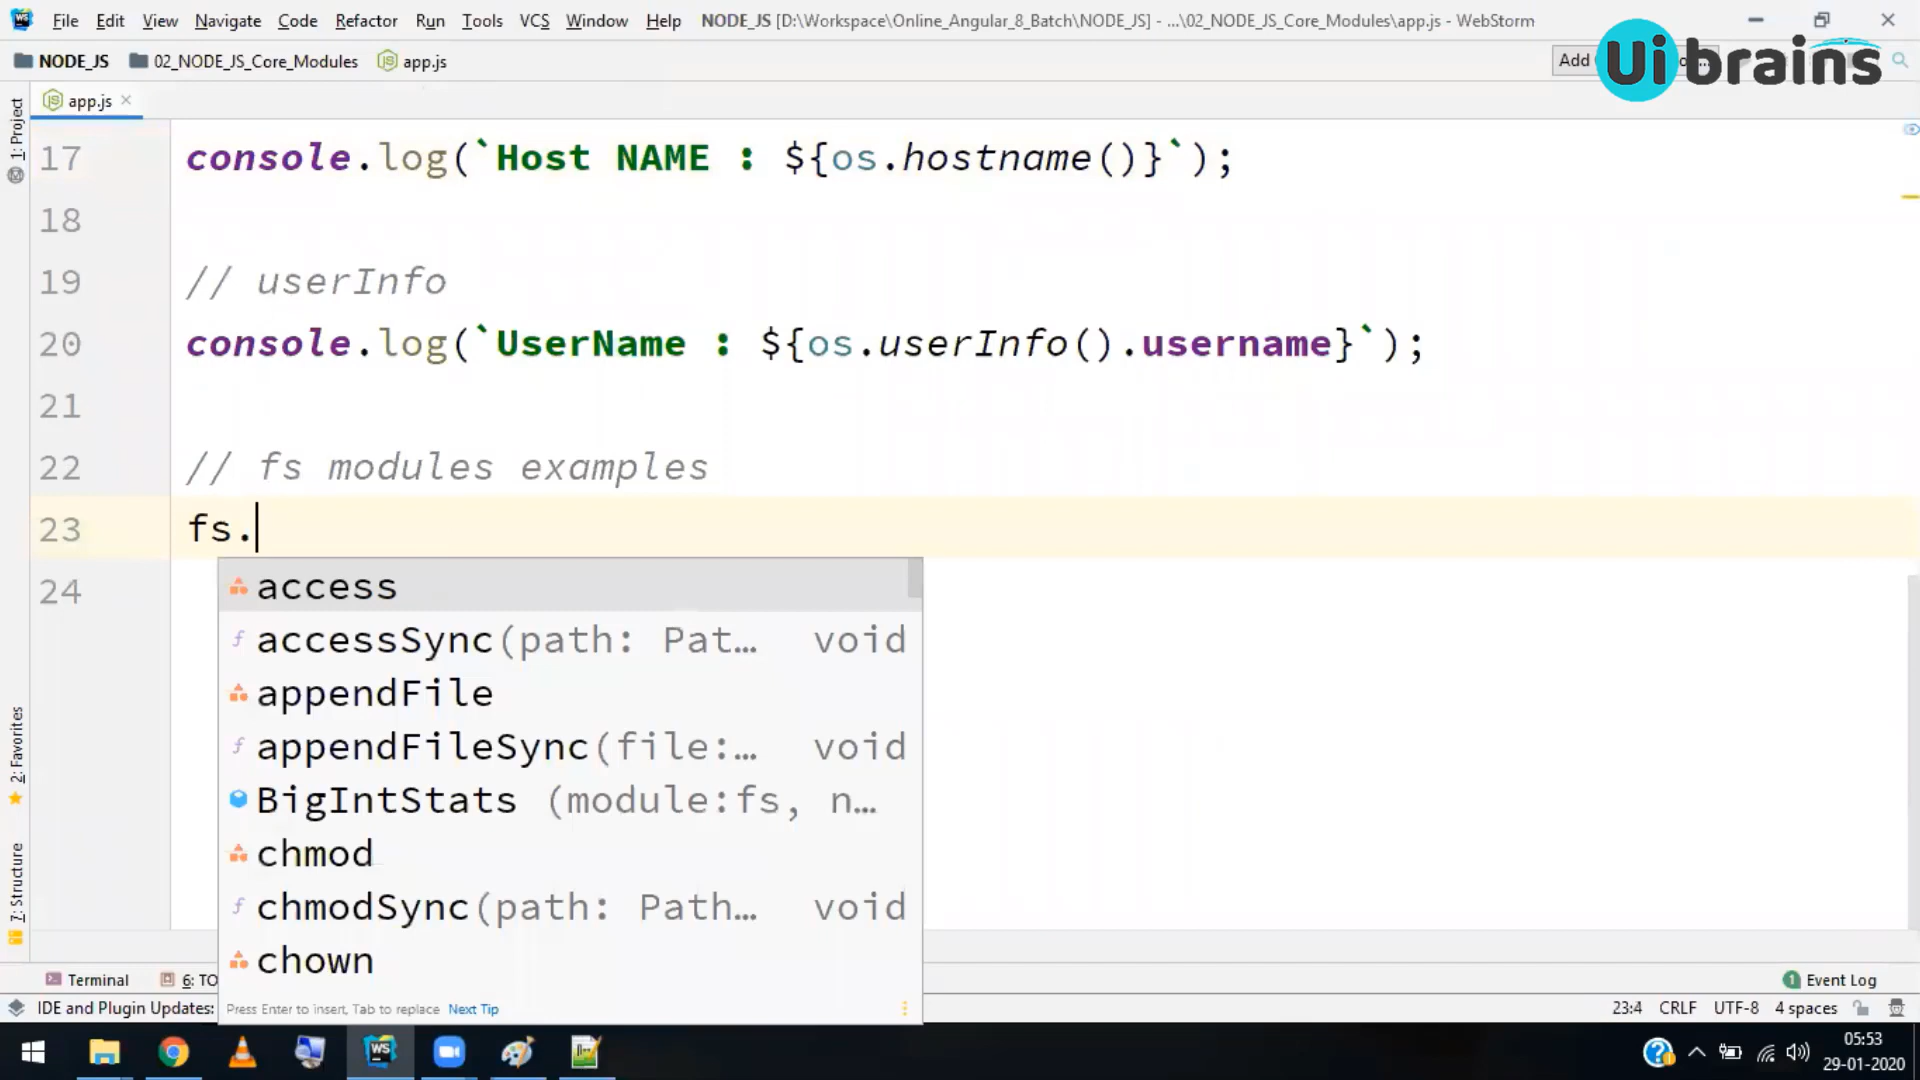 File Edit View Navigate Code Refactor Run Tools VCS Window Help NODE_JS [D:\Workspace\Online_Angular_8_Batch\NODE_JS] - ...\02_NODE_JS_Core_Modules\app.js - WebStorm
NODE_JS 02_NODE_JS_Core_Modules app.js Add
Uibrains
app.js
1: Project
17 console.log(`Host NAME : ${os.hostname()}`);
18
19 // userInfo
20 console.log(`UserName : ${os.userInfo().username}`);
21
22 // fs modules examples
23 fs.
24
access
accessSync(path: Pat… void
appendFile
appendFileSync(file:… void
BigIntStats (module:fs, n…
chmod
chmodSync(path: Path… void
chown
Press Enter to insert, Tab to replace Next Tip
2: Favorites
7: Structure
Terminal 6: TO
Event Log
IDE and Plugin Updates:
23:4 CRLF UTF-8 4 spaces
05:53
29-01-2020